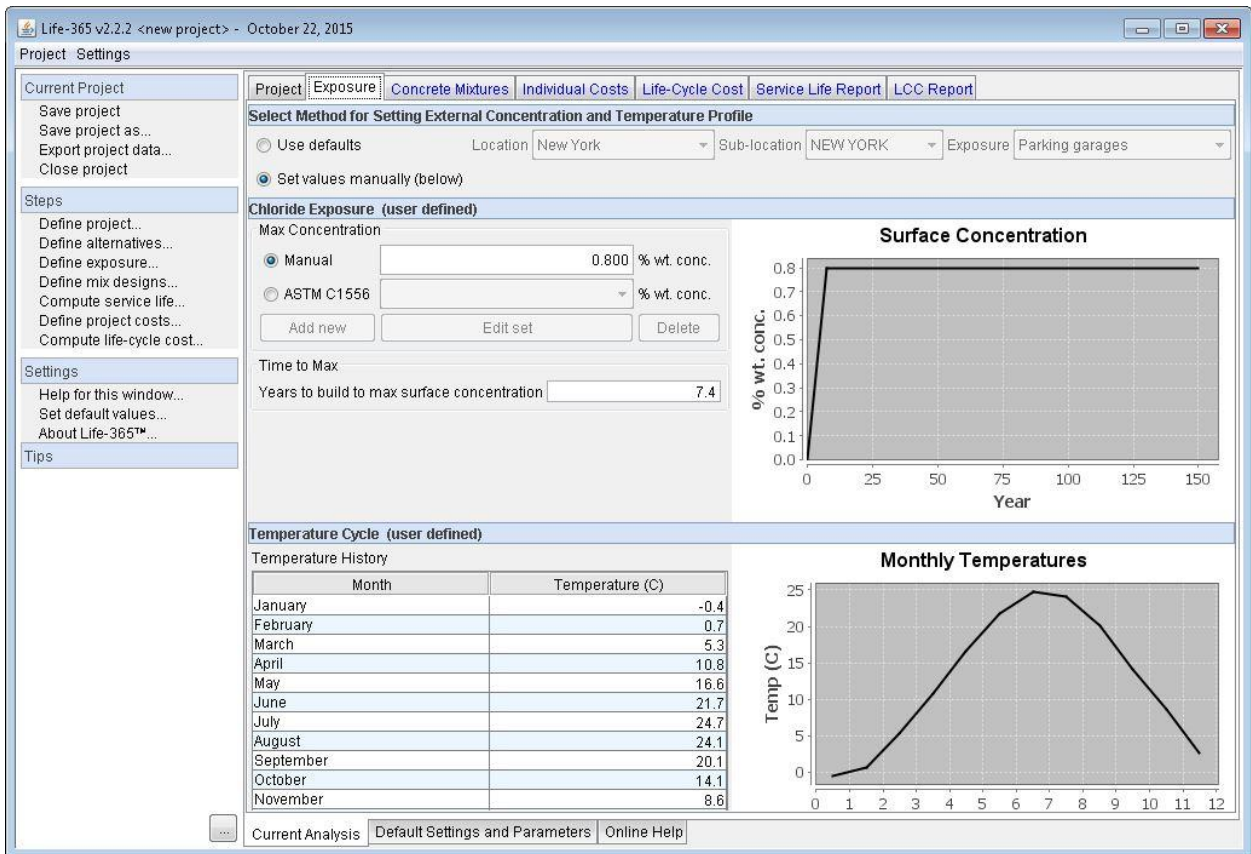 Life-365 v2.2.2 <new project> - October 22, 2015
Project Settings
Current Project
Save project
Save project as...
Export project data...
Close project
Steps
Define project...
Define alternatives...
Define exposure...
Define mix designs...
Compute service life...
Define project costs...
Compute life-cycle cost...
Settings
Help for this window...
Set default values...
About Life-365™...
Tips
...
Project Exposure Concrete Mixtures Individual Costs Life-Cycle Cost Service Life Report LCC Report
Select Method for Setting External Concentration and Temperature Profile
Use defaults Location New York Sub-location NEW YORK Exposure Parking garages
Set values manually (below)
Chloride Exposure (user defined)
Max Concentration
Manual 0.800 % wt. conc.
ASTM C1556 % wt. conc.
Add new Edit set Delete
Time to Max
Years to build to max surface concentration 7.4
Surface Concentration
% wt. conc.
0.8
0.7
0.6
0.5
0.4
0.3
0.2
0.1
0.0
0 25 50 75 100 125 150
Year
Temperature Cycle (user defined)
Temperature History
Month Temperature (C)
January -0.4
February 0.7
March 5.3
April 10.8
May 16.6
June 21.7
July 24.7
August 24.1
September 20.1
October 14.1
November 8.6
Monthly Temperatures
Temp (C)
25
20
15
10
5
0
0 1 2 3 4 5 6 7 8 9 10 11 12
Current Analysis Default Settings and Parameters Online Help